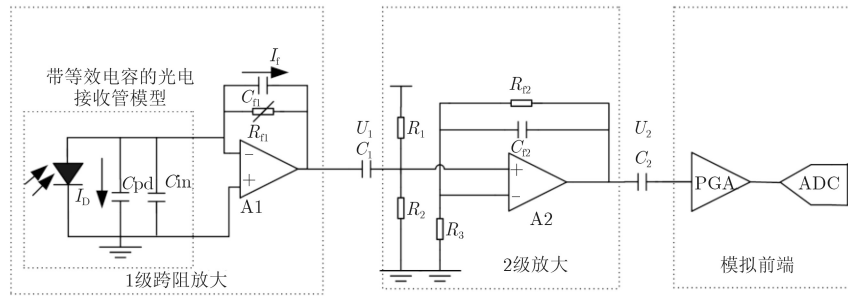 带等效电容的光电
接收管模型
I_f
C_f1
R_f1
I_D
Cpd
Cin
−
+
A1
1级跨阻放大
U_1
C_1
R_1
R_2
R_3
R_f2
C_f2
+
−
A2
2级放大
U_2
C_2
PGA
ADC
模拟前端